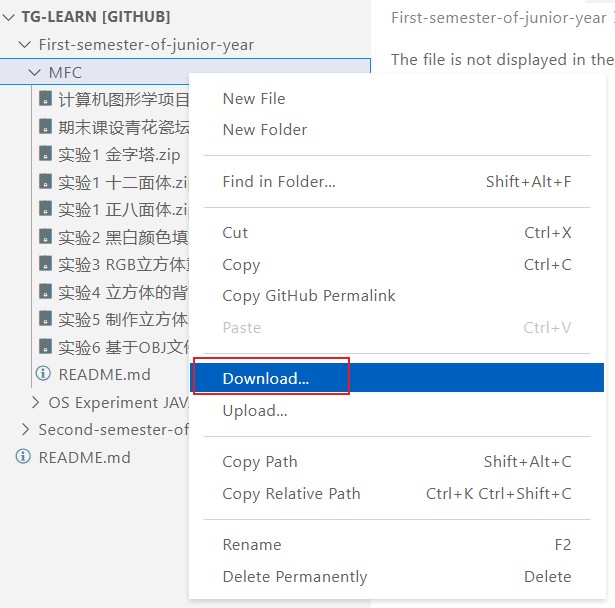 TG-LEARN [GITHUB]
First-semester-of-junior-year
First-semester-of-junior-year
MFC
The file is not displayed in the
计算机图形学项目
期末课设青花瓷坛
实验1 金字塔.zip
实验1 十二面体.zi
实验1 正八面体.zi
实验2 黑白颜色填
实验3 RGB立方体
实验4 立方体的背
实验5 制作立方体
实验6 基于OBJ文件
README.md
OS Experiment JAV
Second-semester-of
README.md
New File
New Folder
Find in Folder... Shift+Alt+F
Cut Ctrl+X
Copy Ctrl+C
Copy GitHub Permalink
Paste Ctrl+V
Download...
Upload...
Copy Path Shift+Alt+C
Copy Relative Path Ctrl+K Ctrl+Shift+C
Rename F2
Delete Permanently Delete